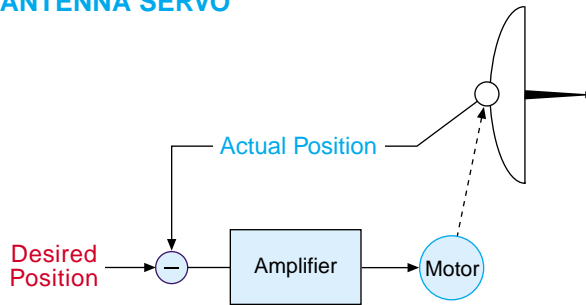 ANTENNA SERVO
Actual Position
Desired
Position
−
Amplifier
Motor